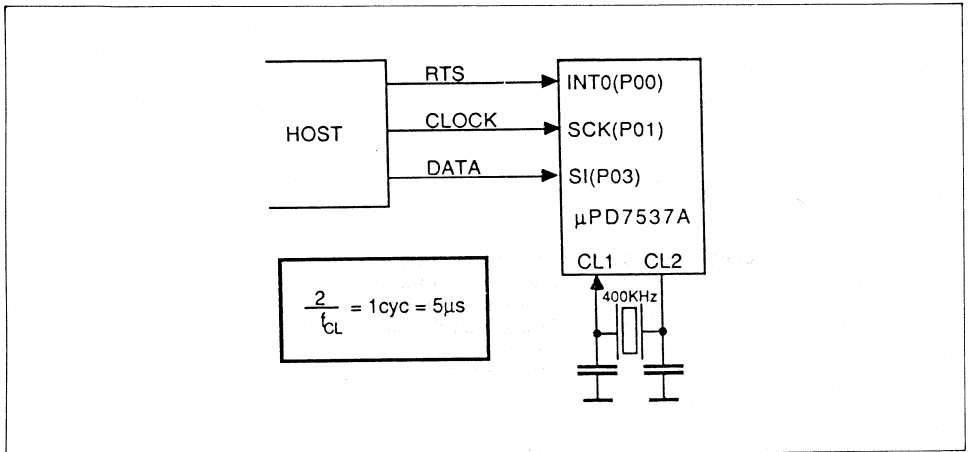 RTS
INT0(P00)
HOST
CLOCK
SCK(P01)
DATA
SI(P03)
µPD7537A
CL1 CL2
400KHz
2/fCL = 1cyc = 5µs